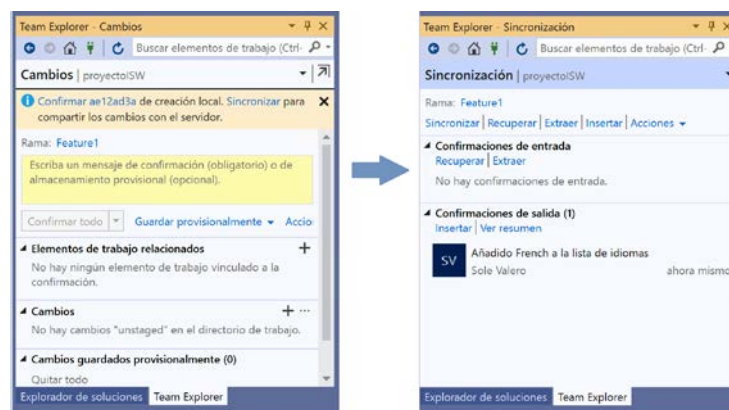 Team Explorer - Cambios
Buscar elementos de trabajo (Ctrl-
Cambios | proyectoISW
Confirmar ae12ad3a de creación local. Sincronizar para
compartir los cambios con el servidor.
Rama: Feature1
Escriba un mensaje de confirmación (obligatorio) o de
almacenamiento provisional (opcional).
Confirmar todo Guardar provisionalmente Accio
Elementos de trabajo relacionados
No hay ningún elemento de trabajo vinculado a la
confirmación.
Cambios
No hay cambios "unstaged" en el directorio de trabajo.
Cambios guardados provisionalmente (0)
Quitar todo
Explorador de soluciones Team Explorer
Team Explorer - Sincronización
Buscar elementos de trabajo (Ctrl-
Sincronización | proyectoISW
Rama: Feature1
Sincronizar | Recuperar | Extraer | Insertar | Acciones
Confirmaciones de entrada
Recuperar | Extraer
No hay confirmaciones de entrada.
Confirmaciones de salida (1)
Insertar | Ver resumen
SV Añadido French a la lista de idiomas
Sole Valero ahora mismo
Explorador de soluciones Team Explorer